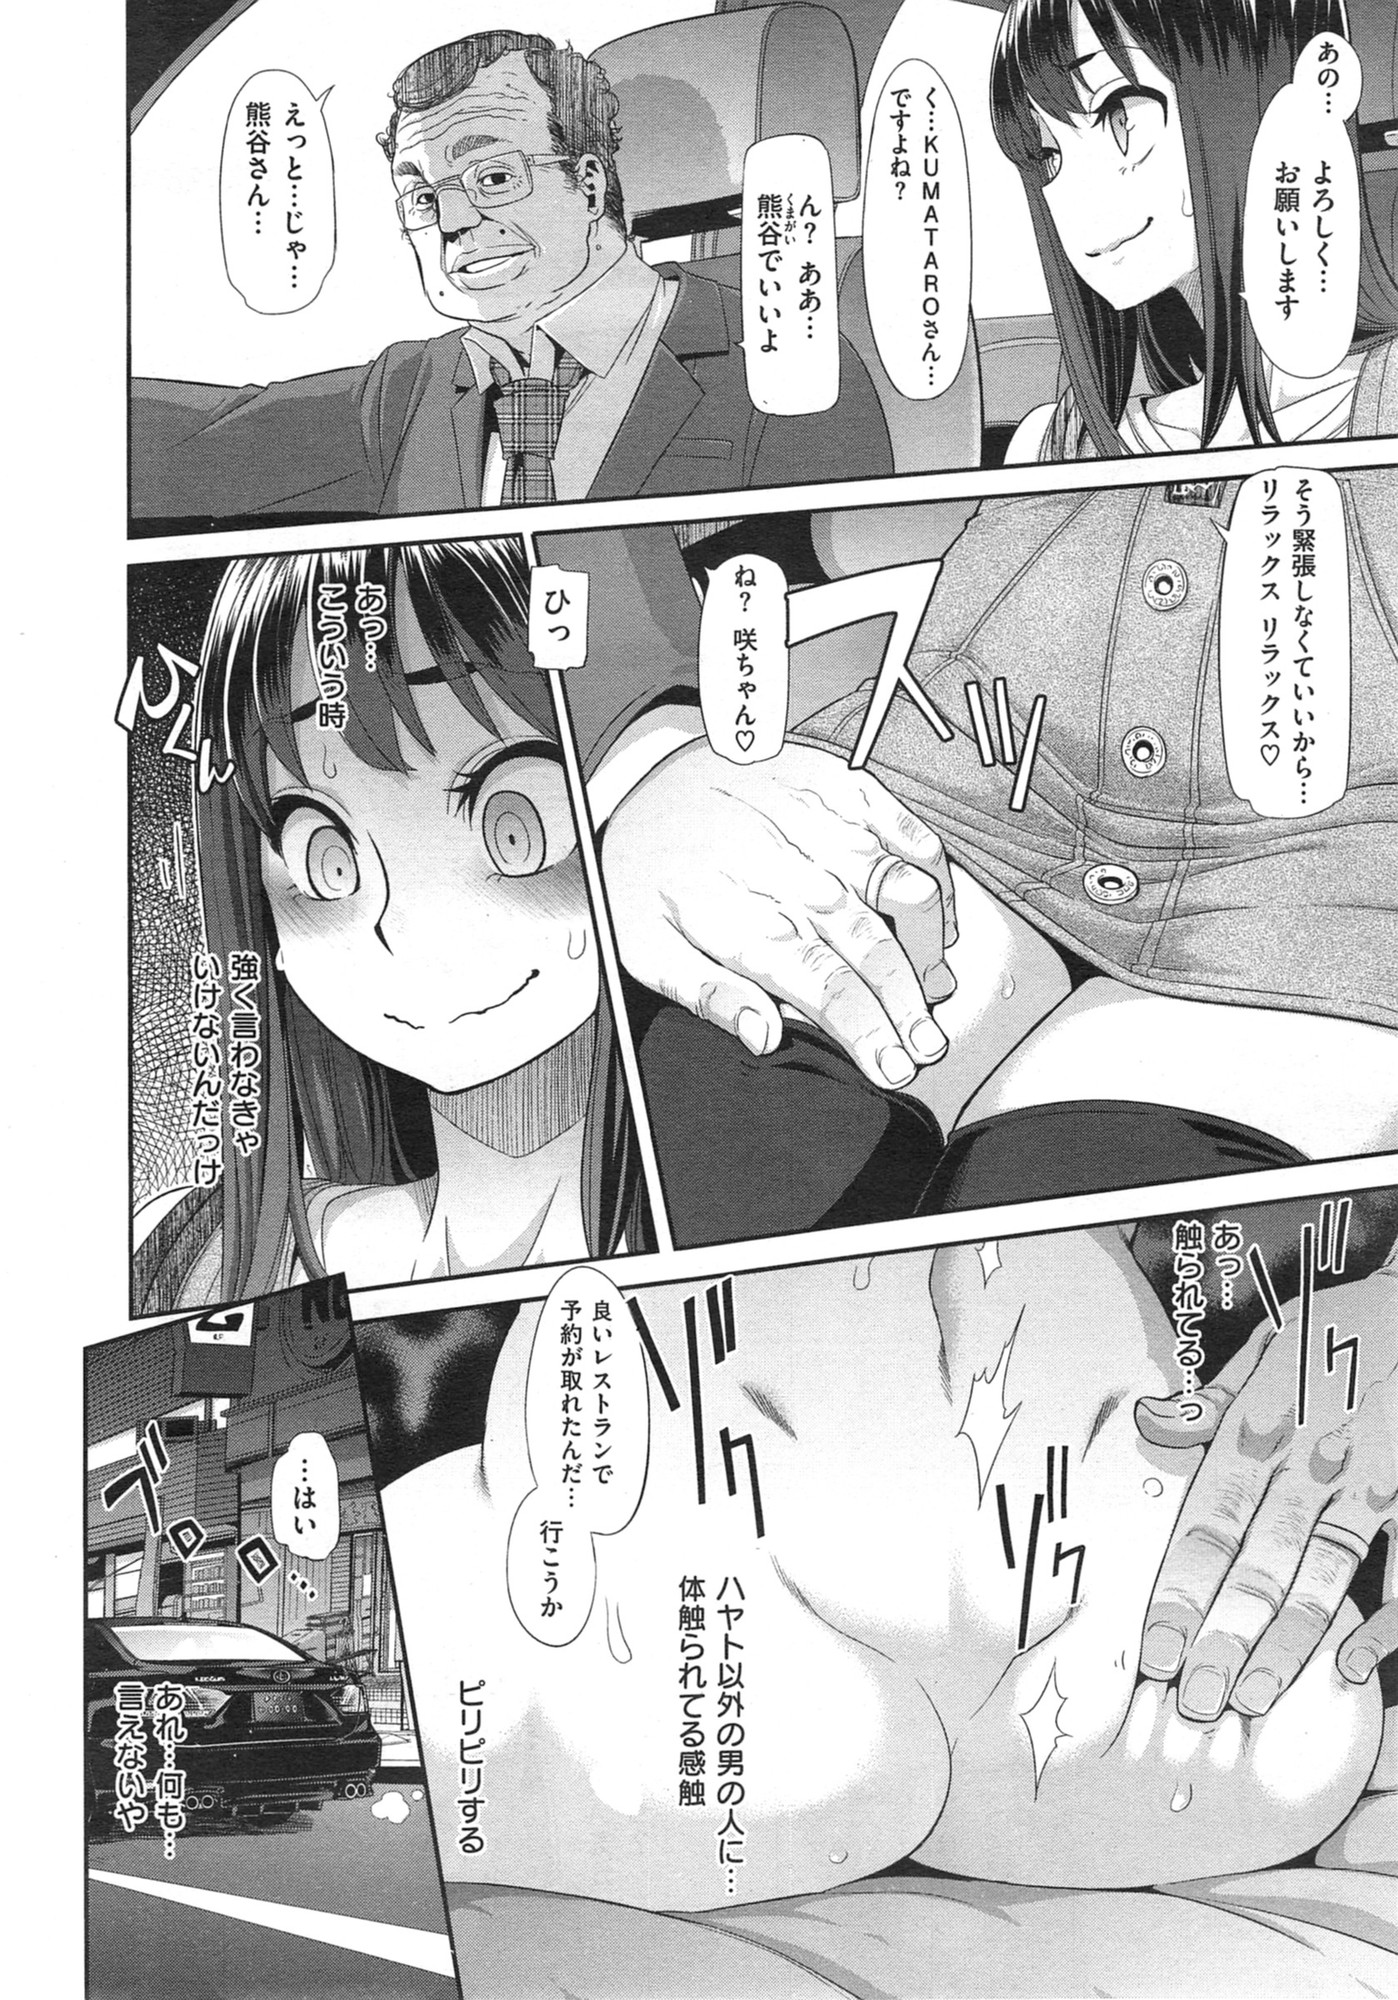 あの…
よろしく…
お願いします
く…KUMATAROさん…
ですよね?
ん? ああ…
熊谷でいいよ
くまがい
えっと…じゃ…
熊谷さん…
そう緊張しなくていいから…
リラックス リラックス♡
ね? 咲ちゃん♡
ひっ
あっ…
こういう時
強く言わなきゃ
いけないんだっけ
あっ…
触られてる…っ
良いレストランで
予約が取れたんだ…
行こうか
ハヤト以外の男の人に…
体触られてる感触
ピリピリする
…はい
ブロロ…
あれ…何も…
言えないや